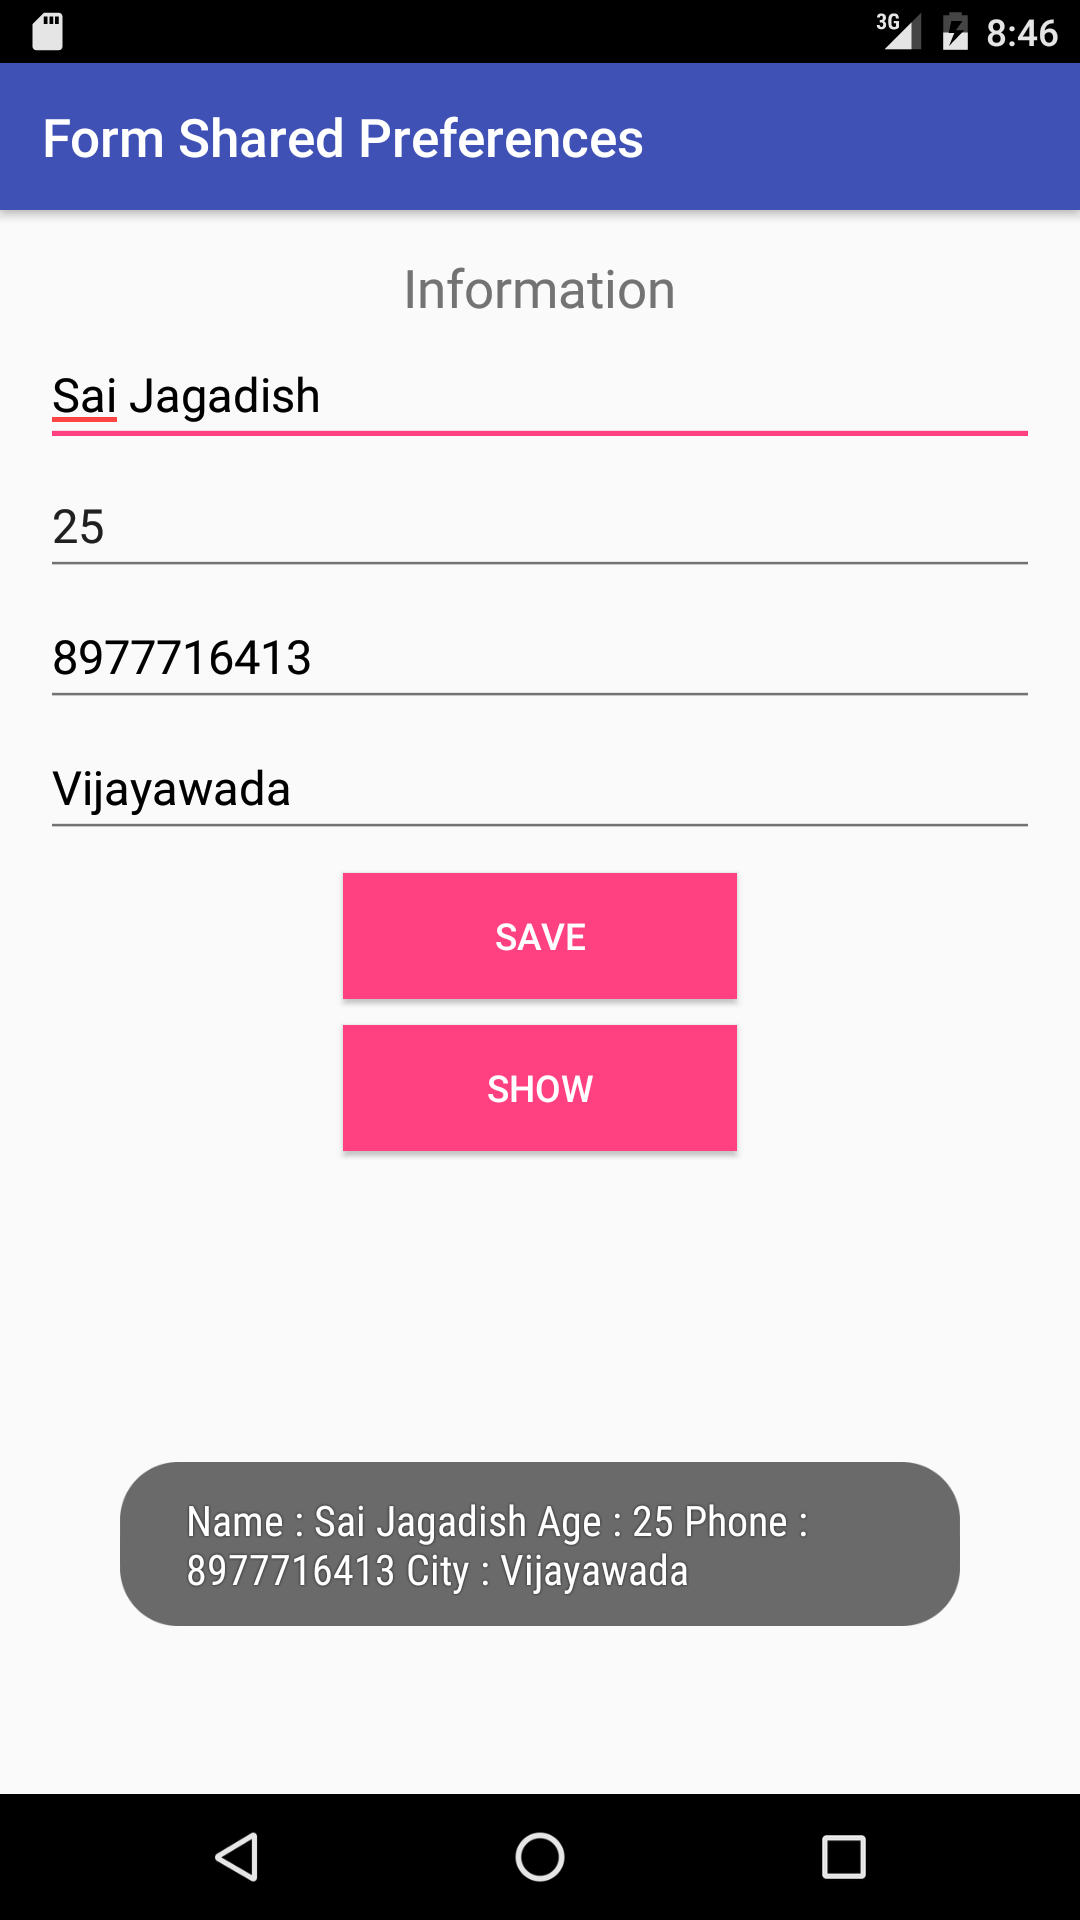 3G 8:46
Form Shared Preferences
Information
Sai Jagadish
25
8977716413
Vijayawada
SAVE
SHOW
Name : Sai Jagadish Age : 25 Phone :
8977716413 City : Vijayawada